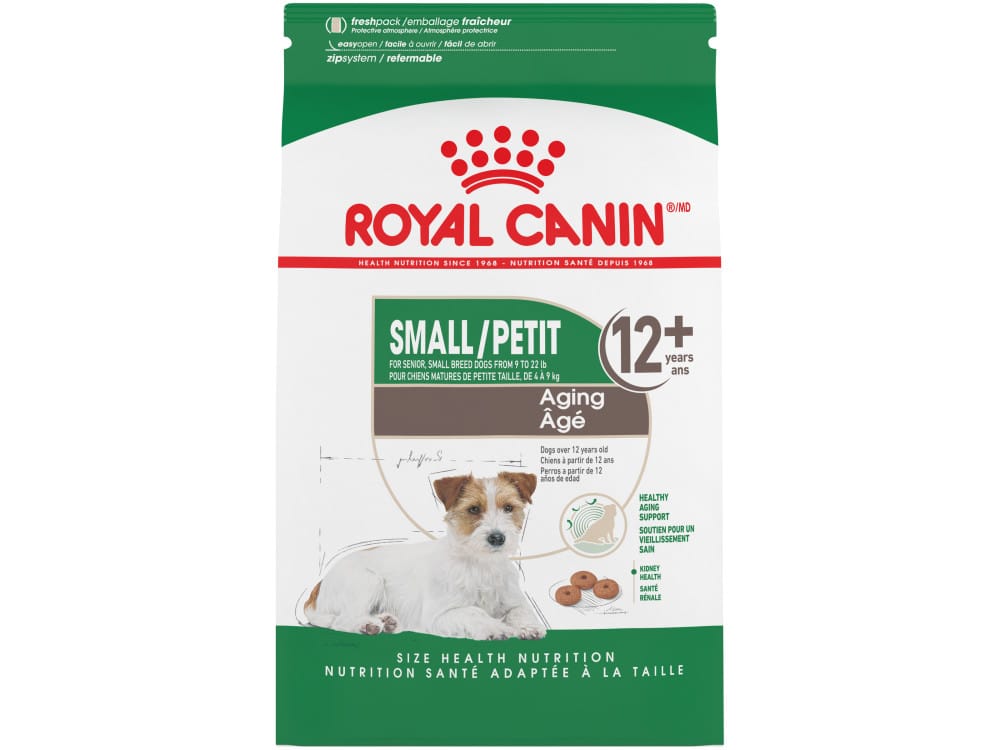 freshpack / emballage fraîcheur
Protective atmosphere / Atmosphère protectrice
easyopen / facile à ouvrir / fácil de abrir
zipsystem / refermable
ROYAL CANIN ®/MD
HEALTH NUTRITION SINCE 1968 - NUTRITION SANTÉ DEPUIS 1968
SMALL/PETIT
FOR SENIOR, SMALL BREED DOGS FROM 9 TO 22 lb
POUR CHIENS MATURES DE PETITE TAILLE, DE 4 À 9 kg
12+
years
ans
Aging
Âgé
Dogs over 12 years old
Chiens à partir de 12 ans
Perros a partir de 12
años de edad
HEALTHY
AGING
SUPPORT
SOUTIEN POUR UN
VIEILLISSEMENT
SAIN
KIDNEY
HEALTH
SANTÉ
RÉNALE
SIZE HEALTH NUTRITION
NUTRITION SANTÉ ADAPTÉE À LA TAILLE